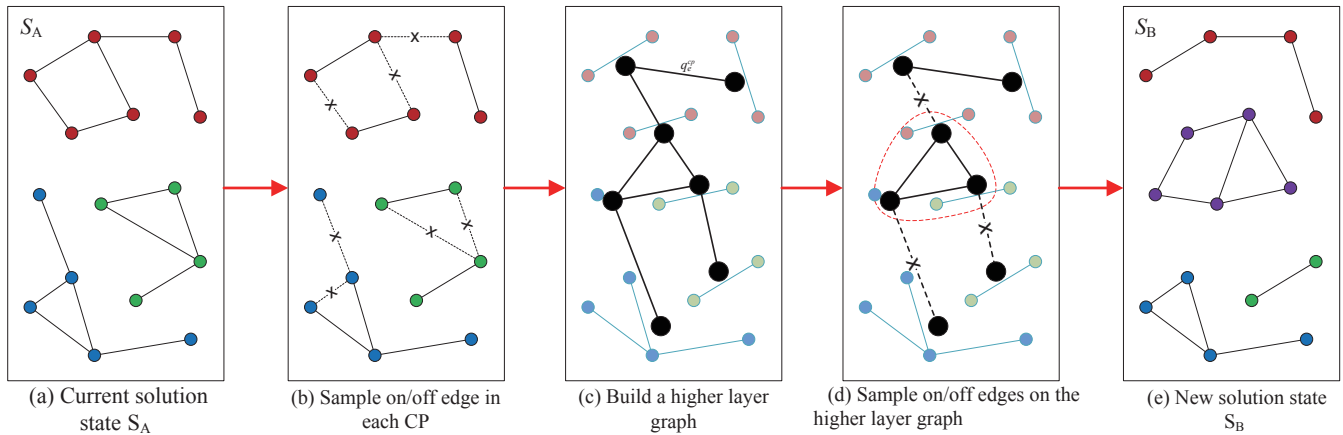 S_A
S_B
q_e^{cp}
(a) Current solution
state S_A
(b) Sample on/off edge in
each CP
(c) Build a higher layer
graph
(d) Sample on/off edges on the
higher layer graph
(e) New solution state
S_B